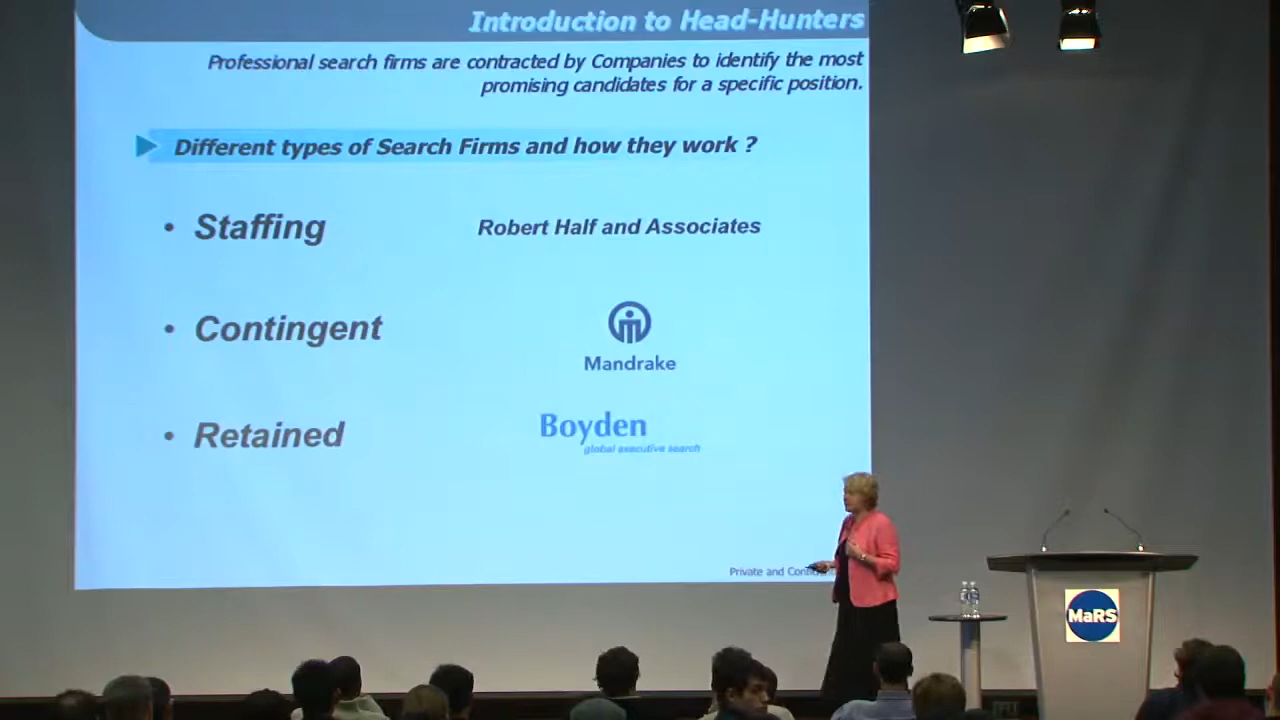 Introduction to Head-Hunters
Professional search firms are contracted by Companies to identify the most
promising candidates for a specific position.
Different types of Search Firms and how they work ?
• Staffing
Robert Half and Associates
• Contingent
Mandrake
• Retained
Boyden
global executive search
Private and
MaRS